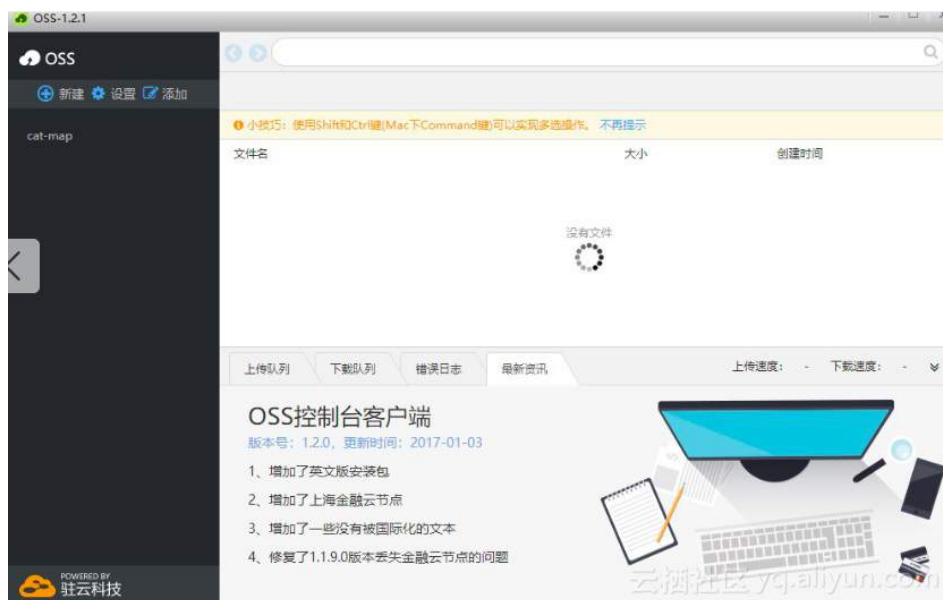 OSS-1.2.1
OSS
新建 设置 添加
cat-map
小技巧：使用Shift和Ctrl键(Mac下Command键)可以实现多选操作。 不再提示
文件名 大小 创建时间
没有文件
上传队列 下载队列 错误日志 最新资讯 上传速度： - 下载速度： -
OSS控制台客户端
版本号：1.2.0，更新时间：2017-01-03
1、增加了英文版安装包
2、增加了上海金融云节点
3、增加了一些没有被国际化的文本
4、修复了1.1.9.0版本丢失金融云节点的问题
POWERED BY
驻云科技
云栖社区 yq.aliyun.com